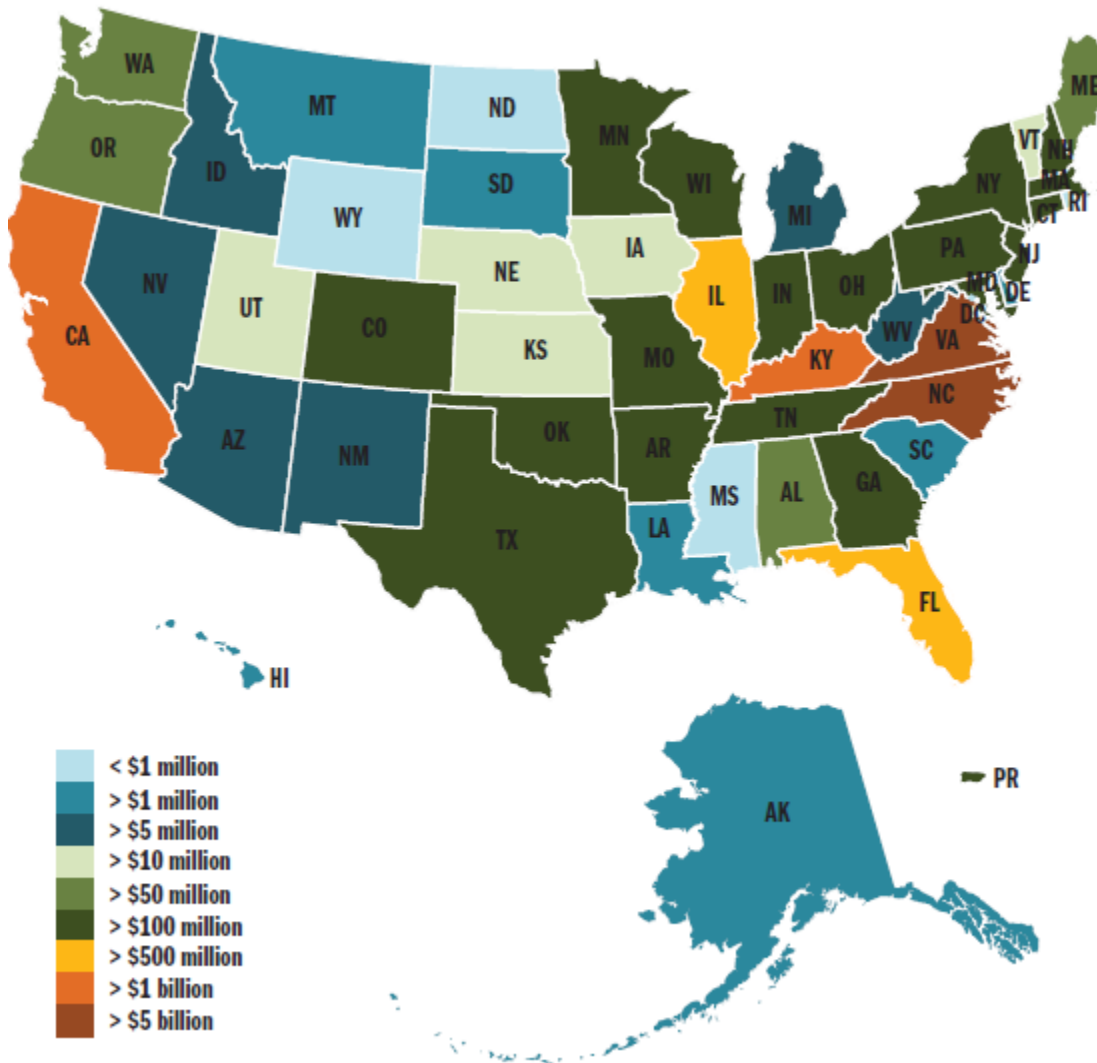 WA
MT
ND
MN
ME
OR
ID
SD
WI
VT
NH
NY
MA
WY
MI
CT
RI
NV
UT
NE
IA
PA
NJ
CA
CO
KS
IL
IN
OH
MD
DE
WV
DC
VA
MO
KY
NC
AZ
NM
OK
AR
TN
SC
MS
AL
GA
TX
LA
FL
HI
AK
PR
< $1 million
> $1 million
> $5 million
> $10 million
> $50 million
> $100 million
> $500 million
> $1 billion
> $5 billion